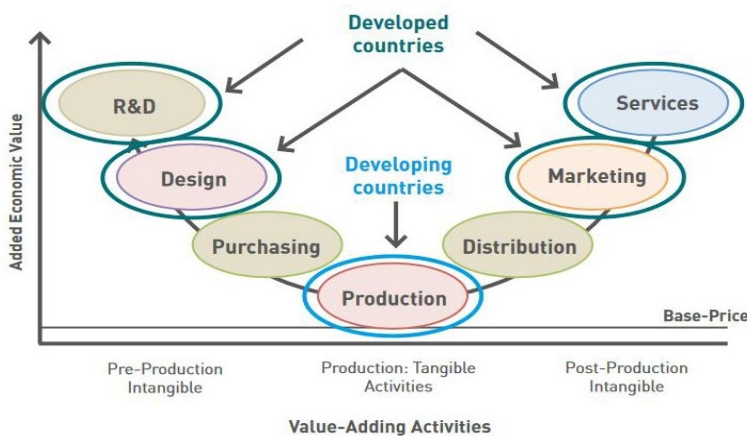 Developed
countries
R&D
Services
Design
Developing
countries
Marketing
Purchasing
Distribution
Production
Base-Price
Added Economic Value
Pre-Production
Intangible
Production: Tangible
Activities
Post-Production
Intangible
Value-Adding Activities